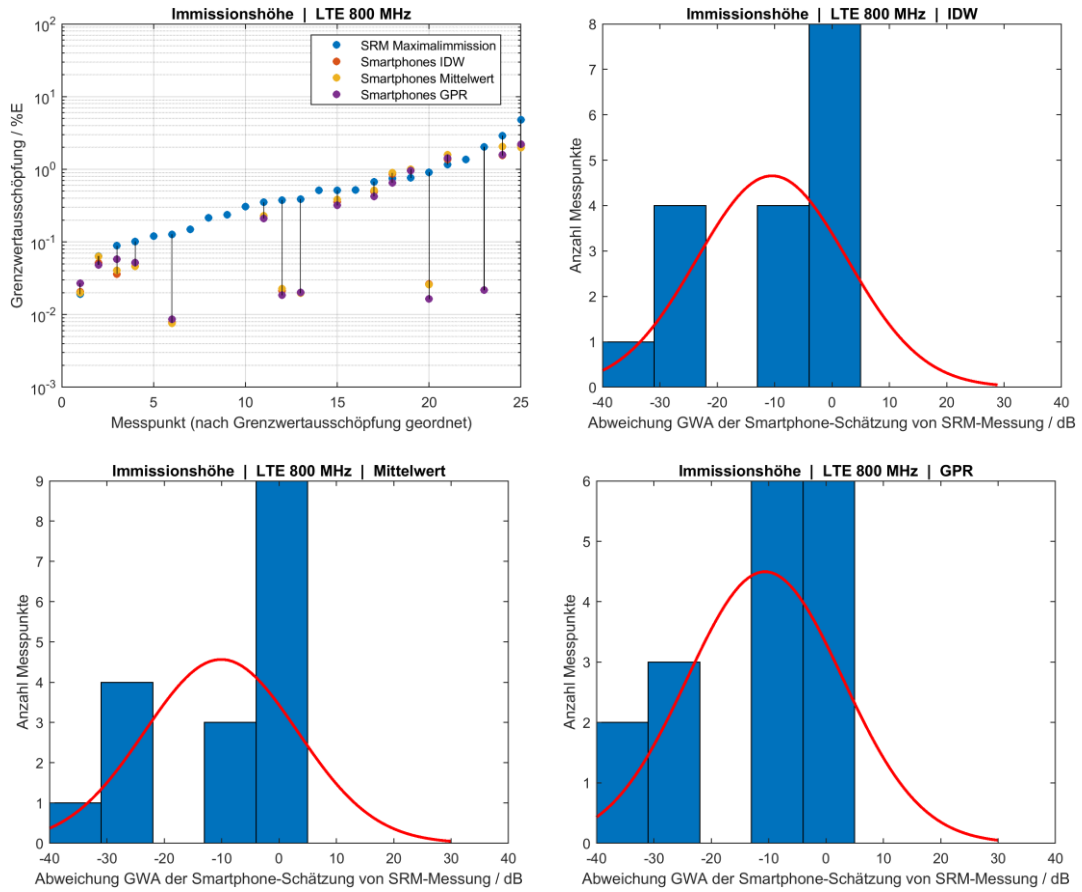 Immissionshöhe | LTE 800 MHz
SRM Maximalimmission
Smartphones IDW
Smartphones Mittelwert
Smartphones GPR
Grenzwertausschöpfung / %E
10^2
10^1
10^0
10^-1
10^-2
10^-3
0 5 10 15 20 25
Messpunkt (nach Grenzwertausschöpfung geordnet)
Immissionshöhe | LTE 800 MHz | IDW
Anzahl Messpunkte
8
7
6
5
4
3
2
1
0
-40 -30 -20 -10 0 10 20 30 40
Abweichung GWA der Smartphone-Schätzung von SRM-Messung / dB
Immissionshöhe | LTE 800 MHz | Mittelwert
Anzahl Messpunkte
9
8
7
6
5
4
3
2
1
0
-40 -30 -20 -10 0 10 20 30 40
Abweichung GWA der Smartphone-Schätzung von SRM-Messung / dB
Immissionshöhe | LTE 800 MHz | GPR
Anzahl Messpunkte
6
5
4
3
2
1
0
-40 -30 -20 -10 0 10 20 30 40
Abweichung GWA der Smartphone-Schätzung von SRM-Messung / dB